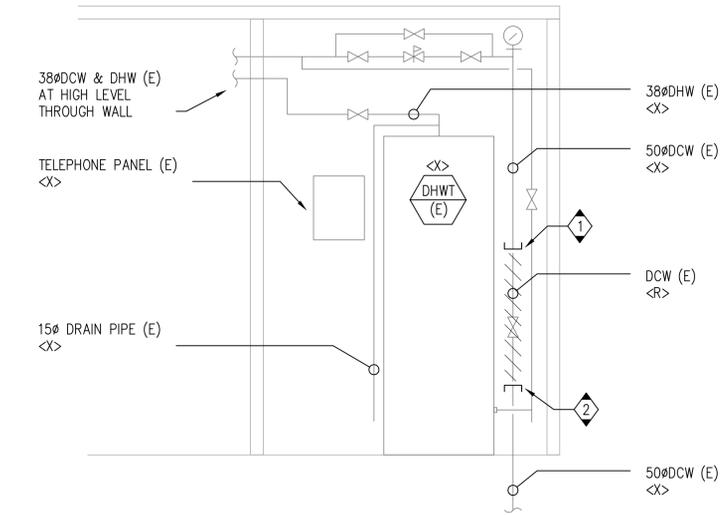 38øDCW & DHW (E)
AT HIGH LEVEL
THROUGH WALL
38øDHW (E)
<X>
50øDCW (E)
<X>
TELEPHONE PANEL (E)
<X>
<X>
DHWT
(E)
1
DCW (E)
<R>
15ø DRAIN PIPE (E)
<X>
2
50øDCW (E)
<X>